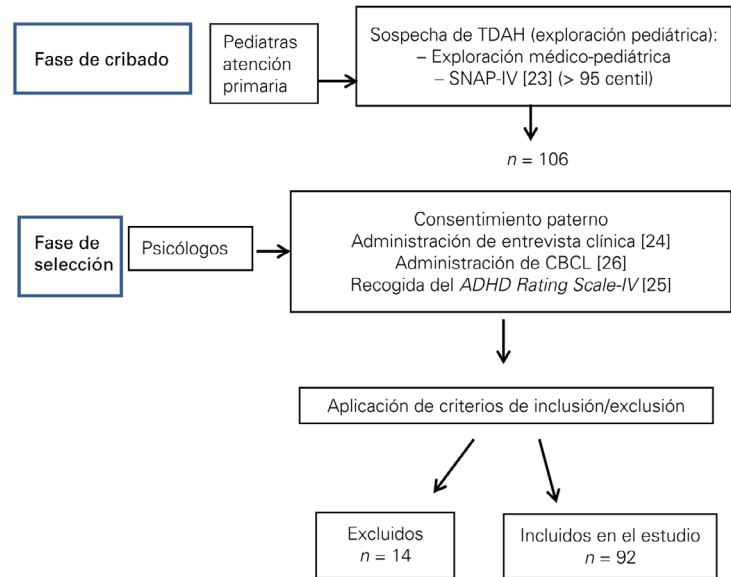 Fase de cribado
Pediatras
atención
primaria
Sospecha de TDAH (exploración pediátrica):
– Exploración médico-pediátrica
– SNAP-IV [23] (> 95 centil)
n = 106
Fase de
selección
Psicólogos
Consentimiento paterno
Administración de entrevista clínica [24]
Administración de CBCL [26]
Recogida del ADHD Rating Scale-IV [25]
Aplicación de criterios de inclusión/exclusión
Excluidos
n = 14
Incluidos en el estudio
n = 92